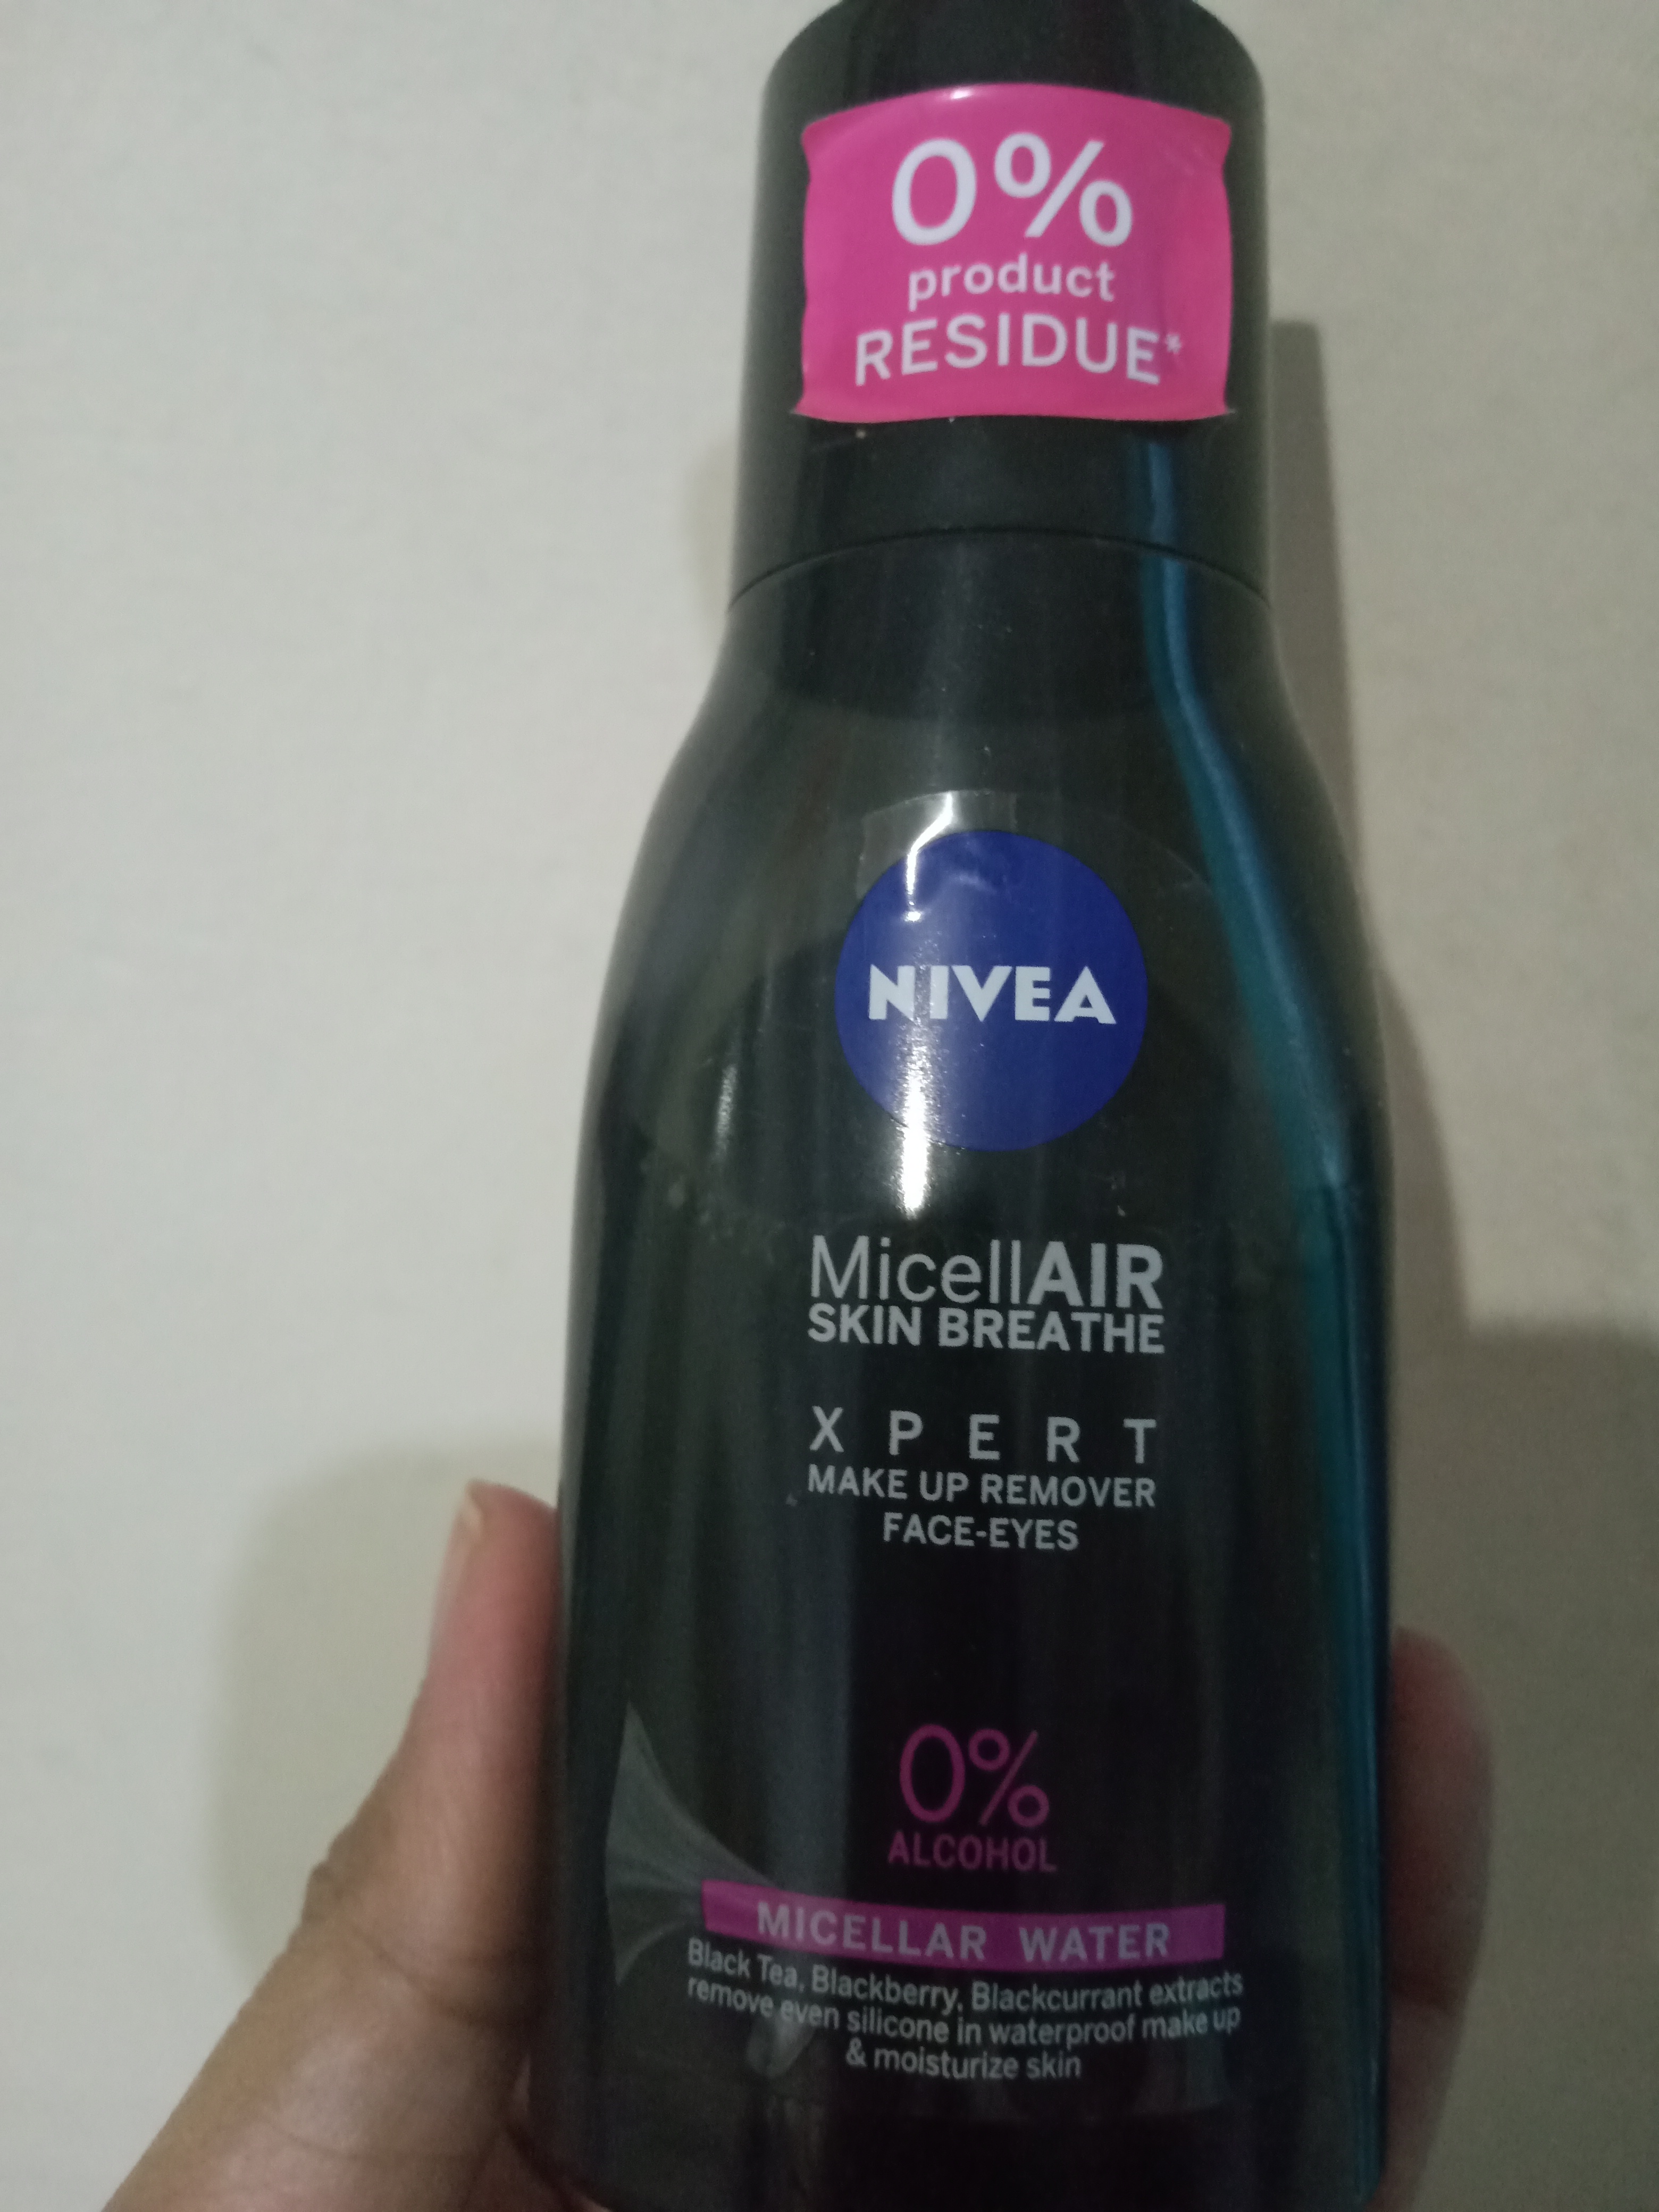 0%
product
RESIDUE*
NIVEA
MicellAIR
SKIN BREATHE
XPERT
MAKE UP REMOVER
FACE-EYES
0%
ALCOHOL
MICELLAR WATER
Black Tea, Blackberry, Blackcurrant extracts
remove even silicone in waterproof make up
& moisturize skin